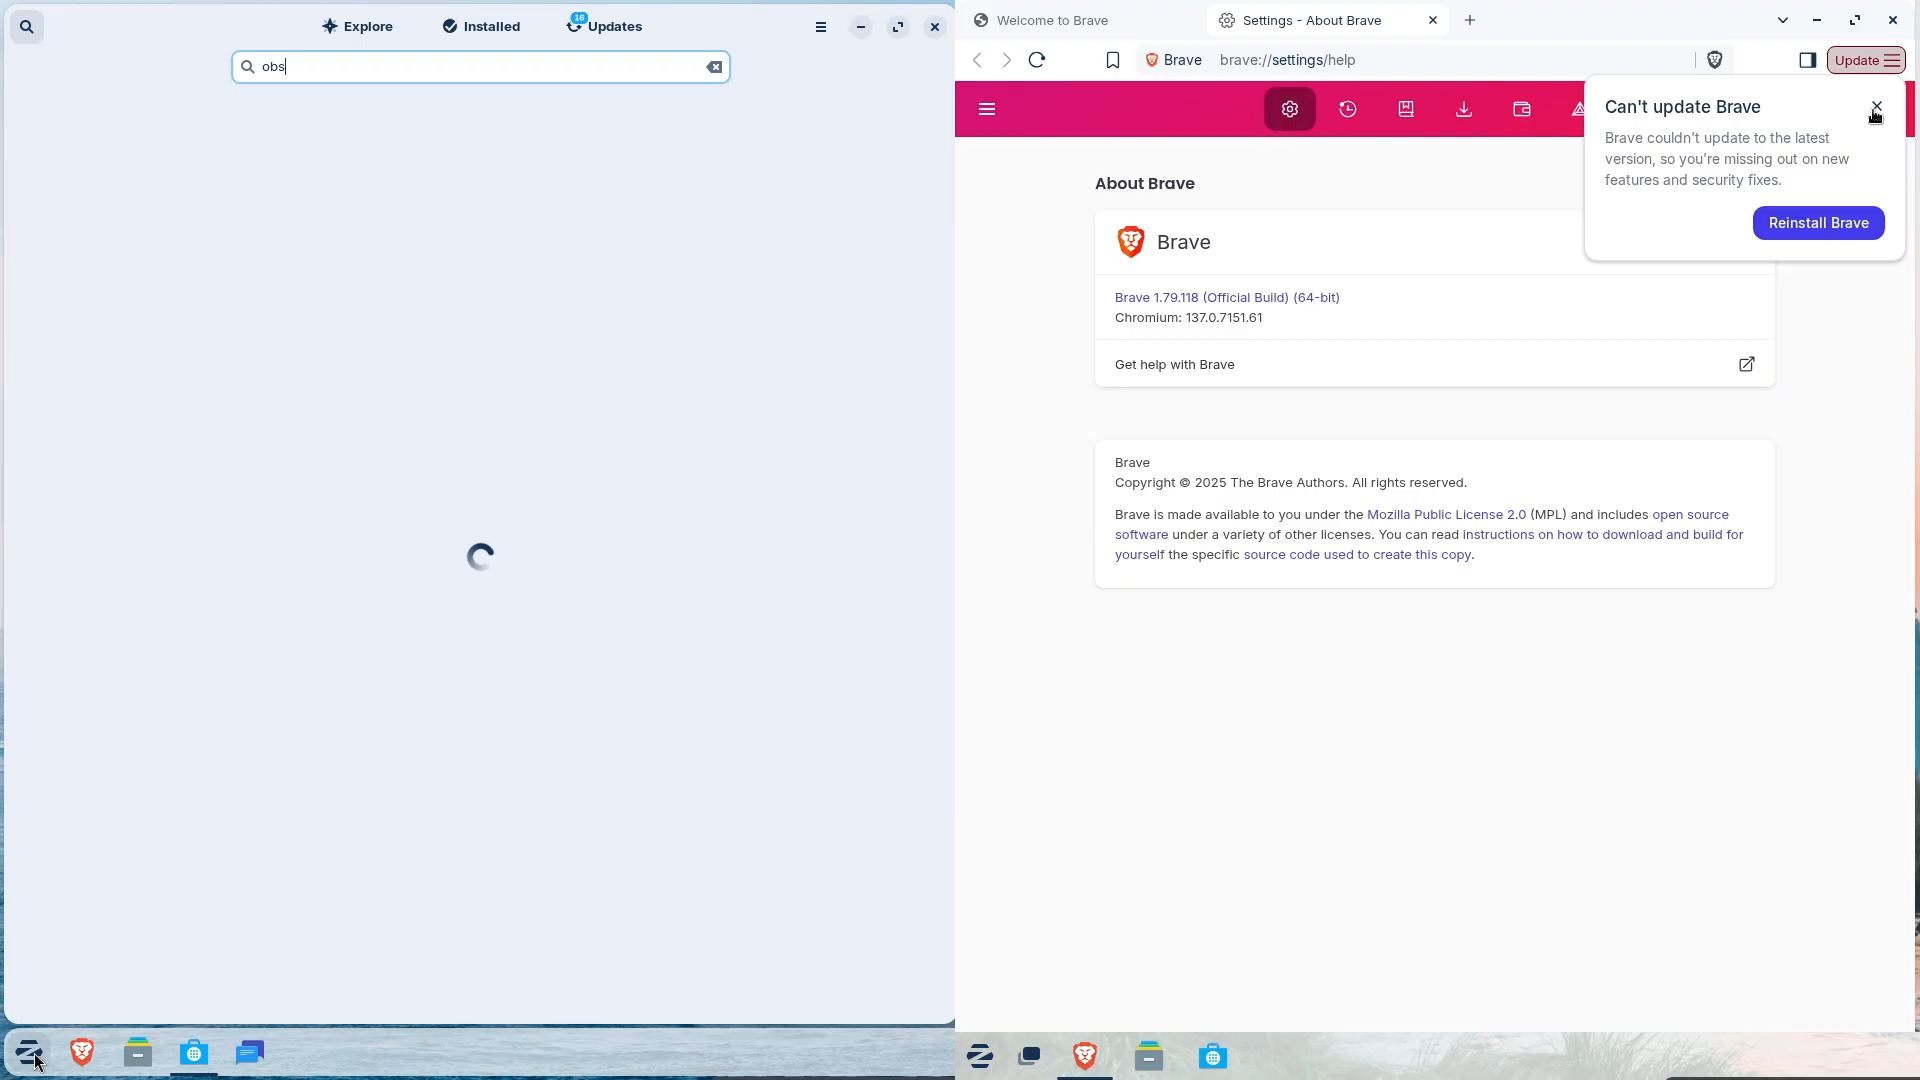 Explore
Installed
16
Updates
obs
Welcome to Brave
Settings - About Brave
Brave
brave://settings/help
Update
Can't update Brave
Brave couldn't update to the latest
version, so you're missing out on new
features and security fixes.
Reinstall Brave
About Brave
Brave
Brave 1.79.118 (Official Build) (64-bit)
Chromium: 137.0.7151.61
Get help with Brave
Brave
Copyright © 2025 The Brave Authors. All rights reserved.
Brave is made available to you under the Mozilla Public License 2.0 (MPL) and includes open source
software under a variety of other licenses. You can read instructions on how to download and build for
yourself the specific source code used to create this copy.